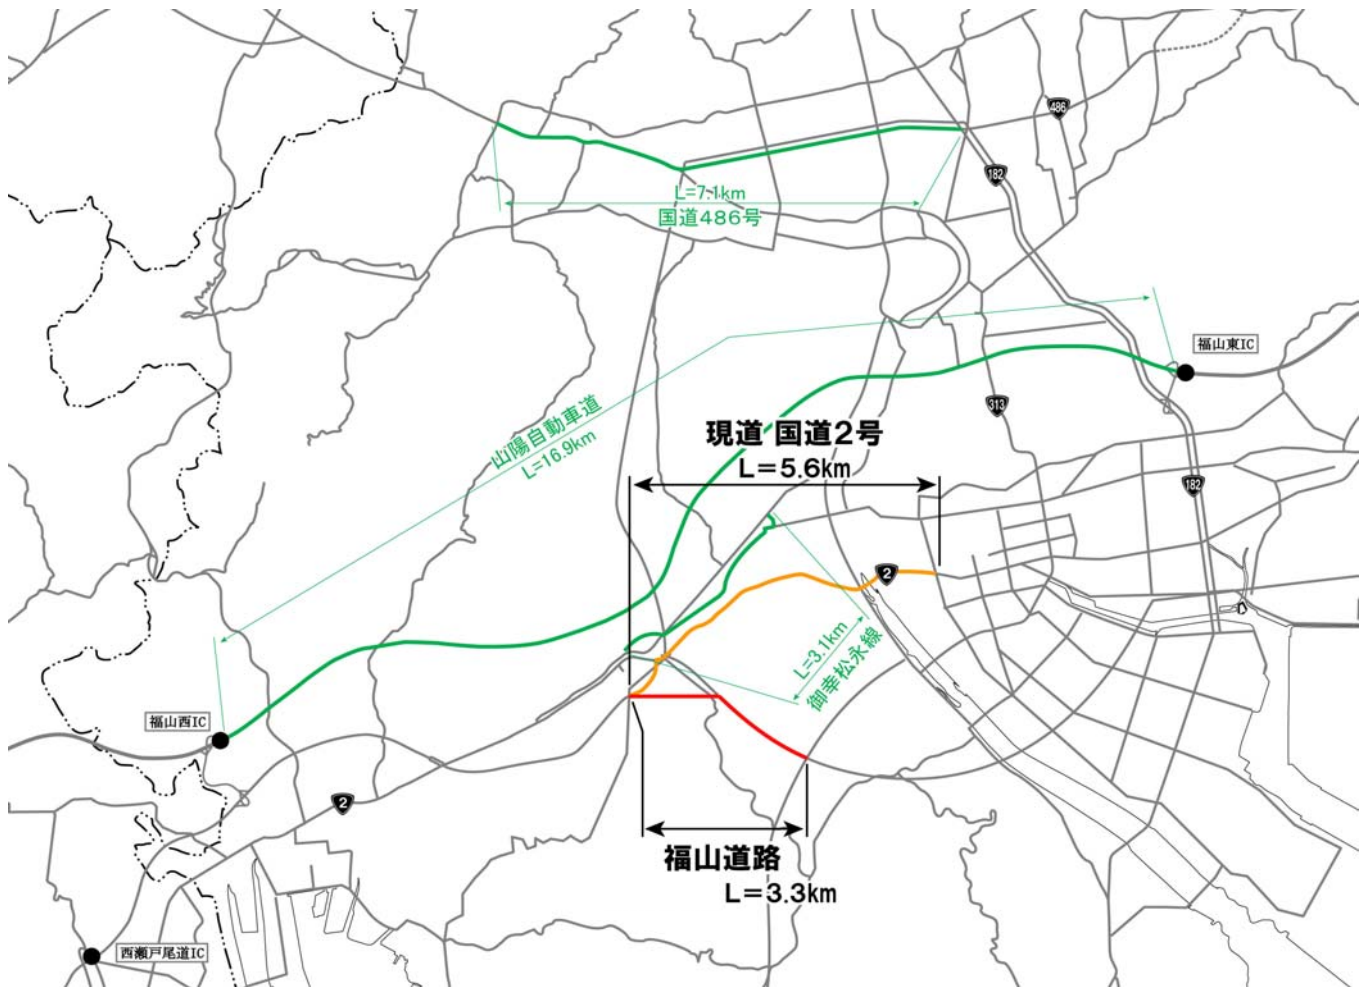 486
182
L=7.1km
国道486号
福山東IC
313
山陽自動車道
L=16.9km
現道 国道2号
L=5.6km
182
2
L=3.1km
御幸松永線
福山西IC
2
福山道路
L=3.3km
西瀬戸尾道IC